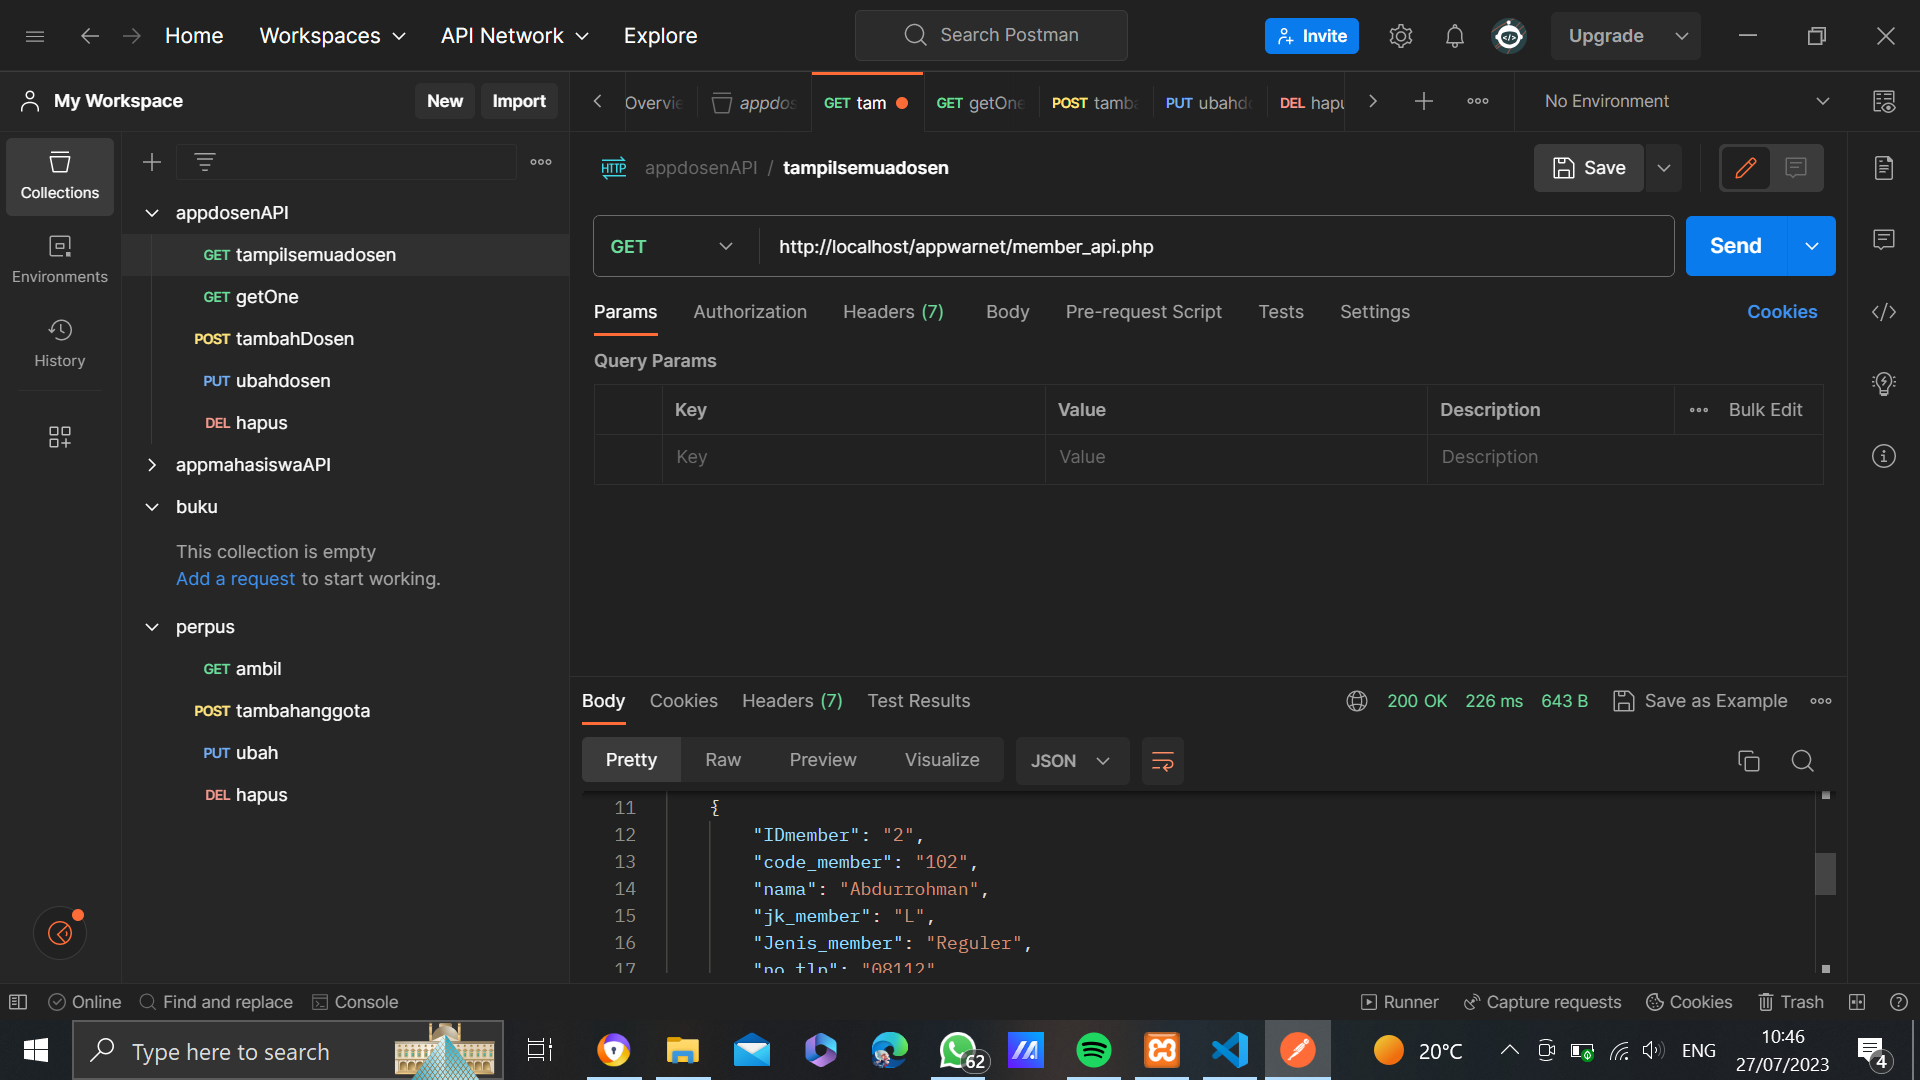 Home Workspaces API Network Explore
Search Postman
Invite
Upgrade
My Workspace New Import
Overvie appdos GET tam GET getOne POST tamba UT ubahdo DEL hapu
No Environment
Collections
Environments
History
appdosenAPI
GET tampilsemuadosen
GET getOne
POST tambahDosen
PUT ubahdosen
DEL hapus
appmahasiswaAPI
buku
This collection is empty
Add a request to start working.
perpus
GET ambil
POST tambahanggota
PUT ubah
DEL hapus
HTTP appdosenAPI / tampilsemuadosen
Save
GET http://localhost/appwarnet/member_api.php Send
Params Authorization Headers (7) Body Pre-request Script Tests Settings Cookies
Query Params
Key Value Description Bulk Edit
Key Value Description
Body Cookies Headers (7) Test Results 200 OK 226 ms 643 B Save as Example
Pretty Raw Preview Visualize JSON
11 {
12 "IDmember": "2",
13 "code_member": "102",
14 "nama": "Abdurrohman",
15 "jk_member": "L",
16 "Jenis_member": "Reguler",
17 "no_tlp": "08112"
Online Find and replace Console Runner Capture requests Cookies Trash
Type here to search
62
20°C ENG
10:46
27/07/2023
4